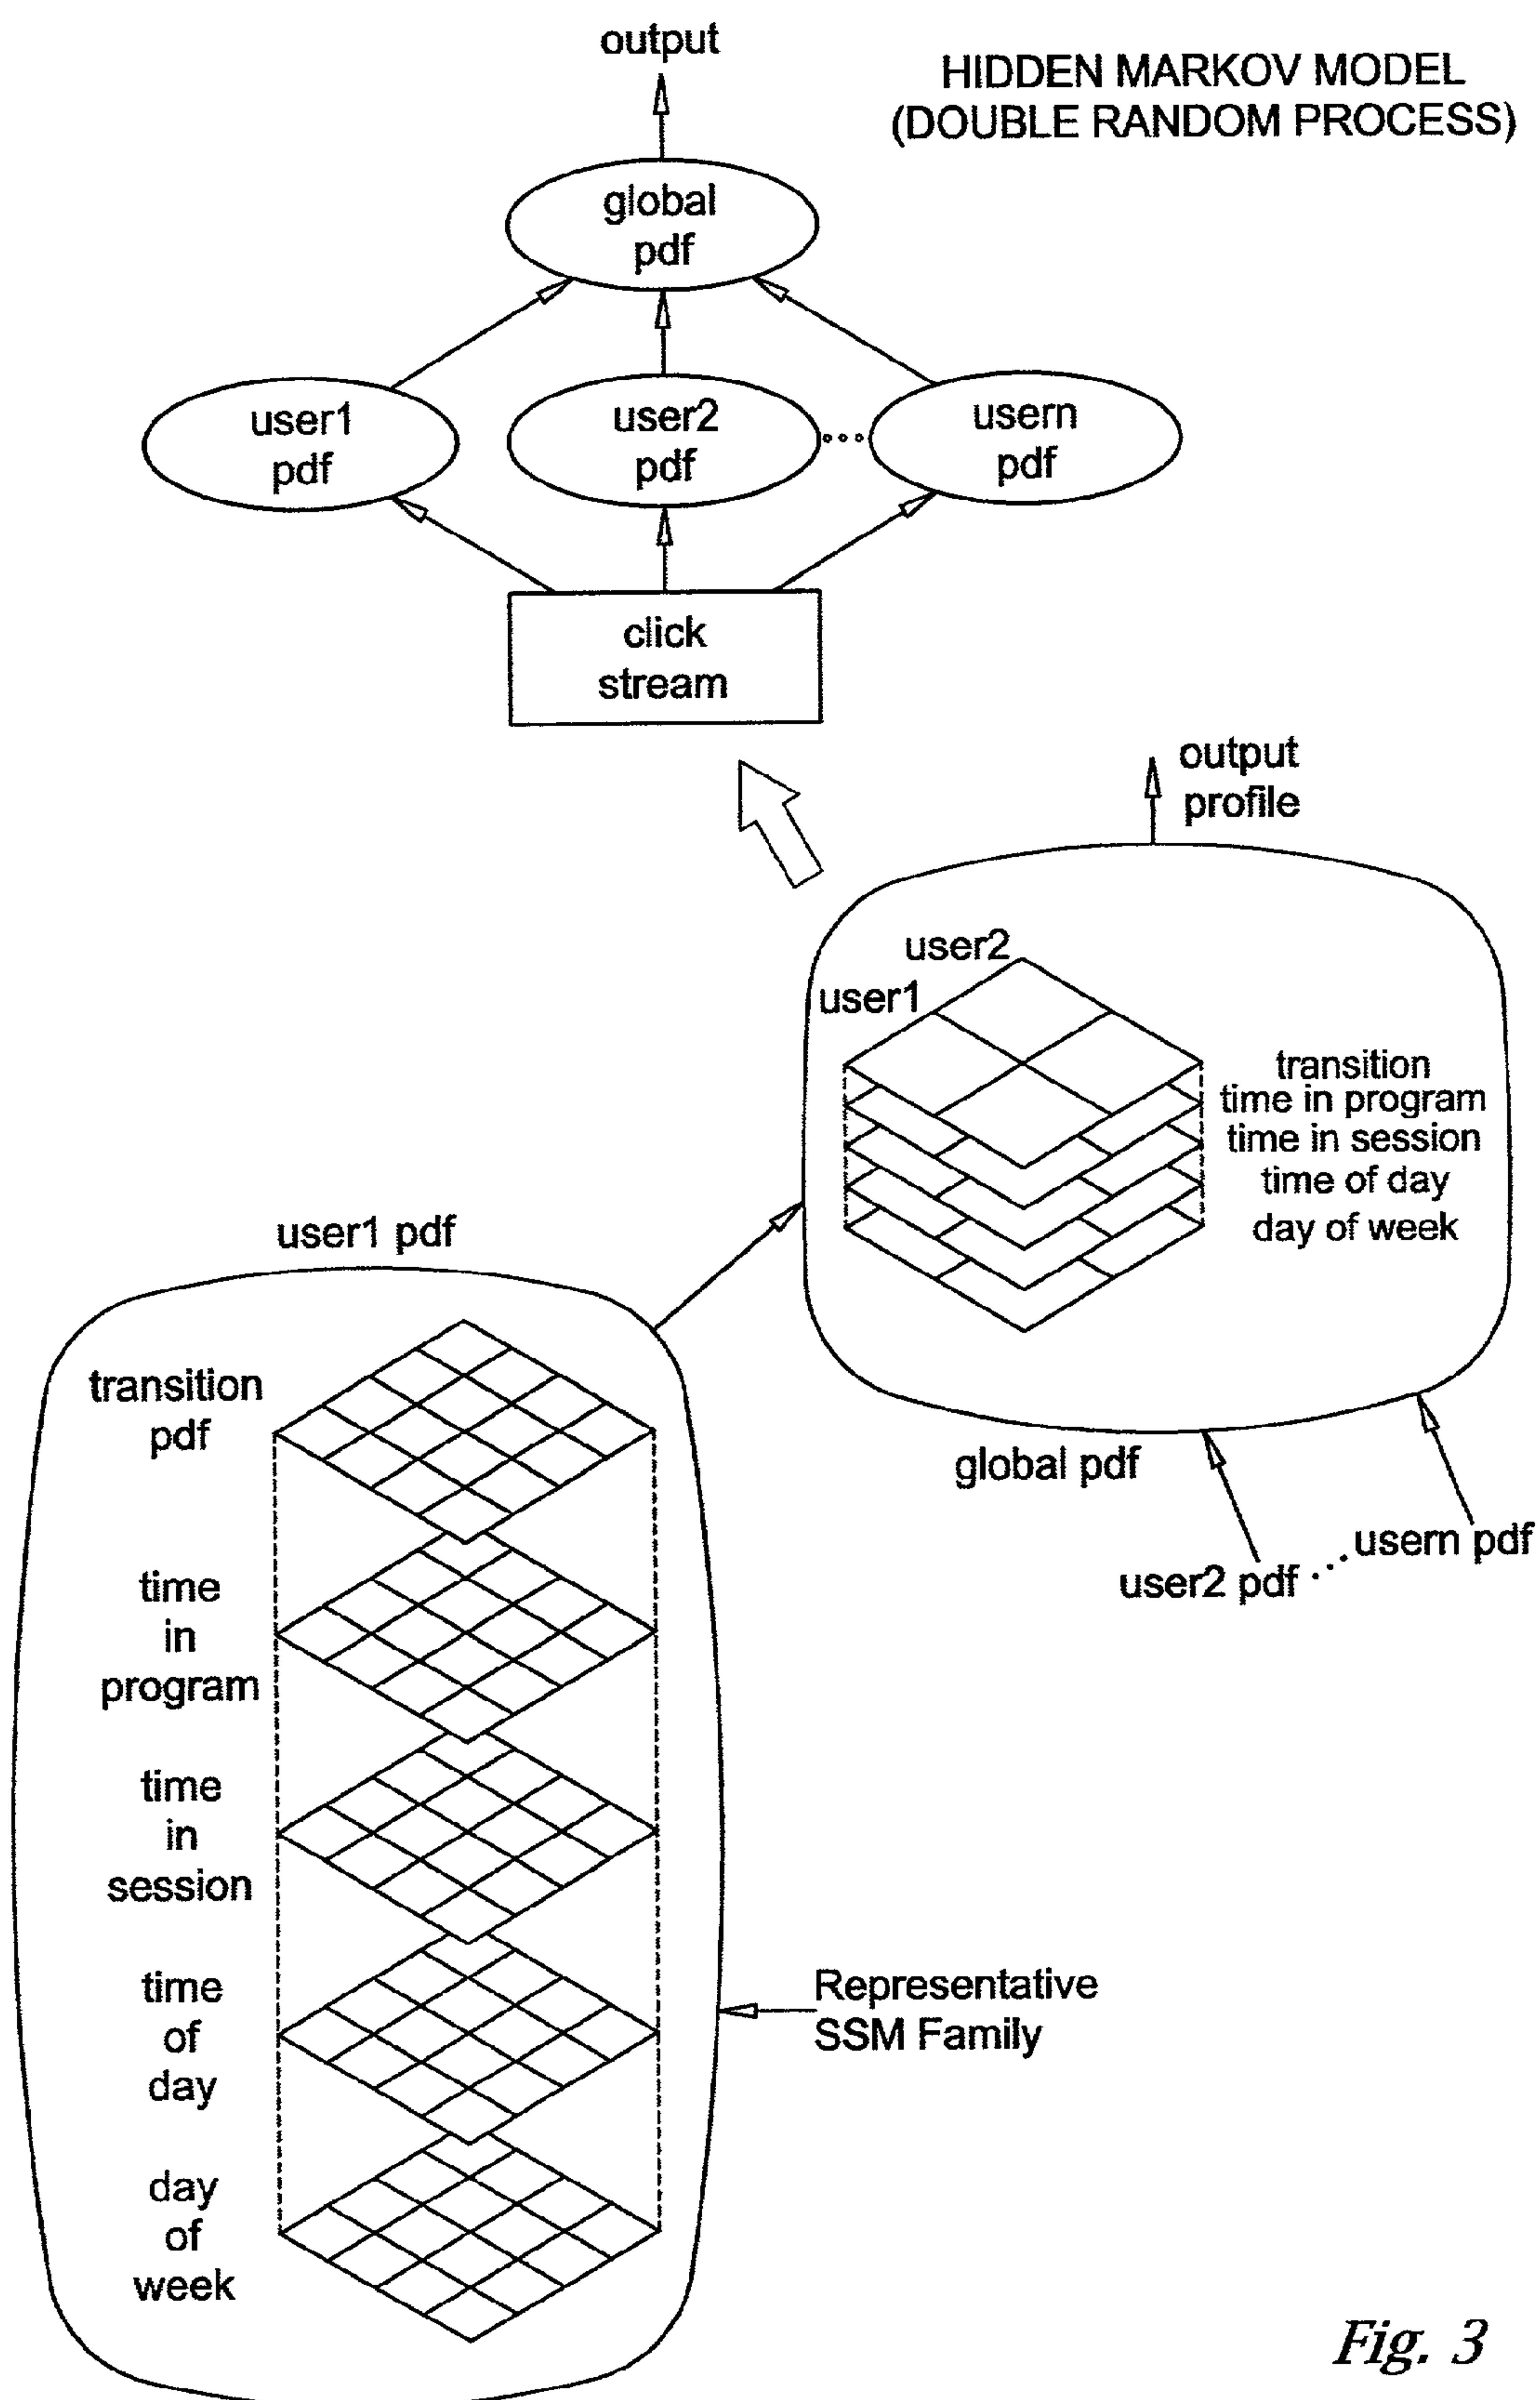 output
HIDDEN MARKOV MODEL
(DOUBLE RANDOM PROCESS)
global
pdf
user1
pdf
user2
pdf
usern
pdf
click
stream
output
profile
user2
user1
transition
time in program
time in session
time of day
day of week
user1 pdf
transition
pdf
global pdf
usern pdf
user2 pdf
time
in
program
time
in
session
time
of
day
Representative
SSM Family
day
of
week
Fig. 3